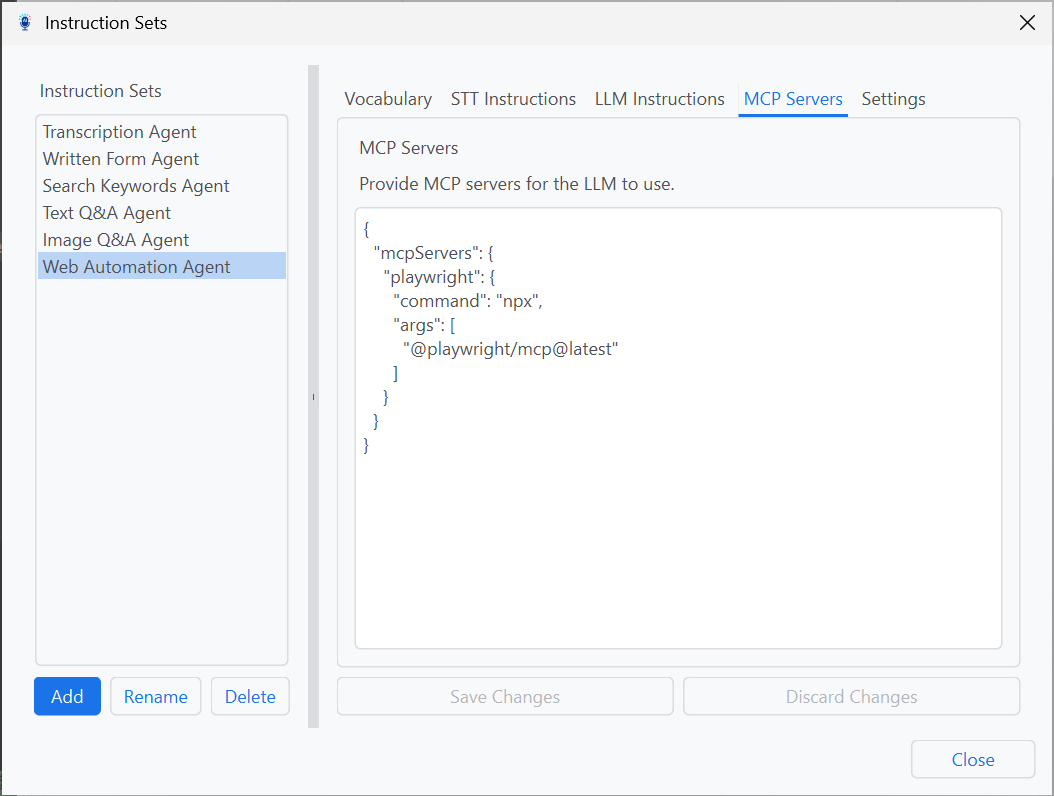 Instruction Sets
Instruction Sets
Transcription Agent
Written Form Agent
Search Keywords Agent
Text Q&A Agent
Image Q&A Agent
Web Automation Agent
Add
Rename
Delete
Vocabulary
STT Instructions
LLM Instructions
MCP Servers
Settings
MCP Servers
Provide MCP servers for the LLM to use.
{
  "mcpServers": {
    "playwright": {
      "command": "npx",
      "args": [
        "@playwright/mcp@latest"
      ]
    }
  }
}
Save Changes
Discard Changes
Close